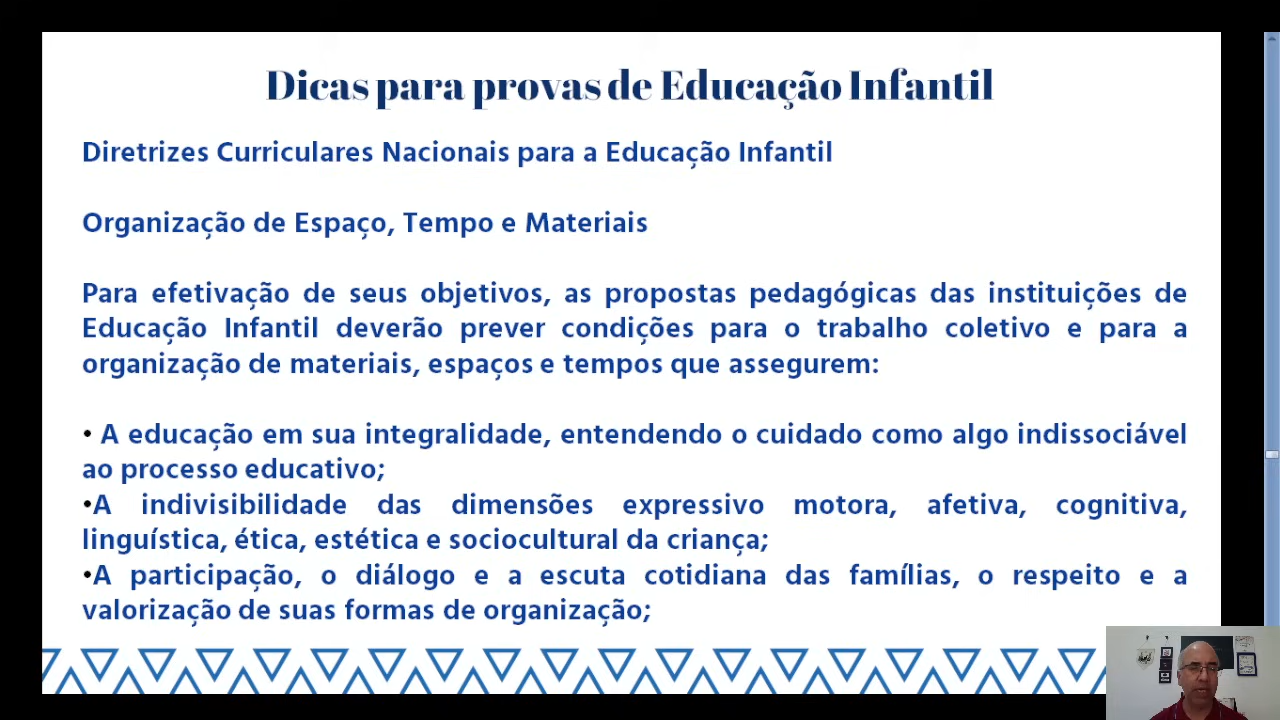 Dicas para provas de Educação Infantil
Diretrizes Curriculares Nacionais para a Educação Infantil
Organização de Espaço, Tempo e Materiais
Para efetivação de seus objetivos, as propostas pedagógicas das instituições de
Educação Infantil deverão prever condições para o trabalho coletivo e para a
organização de materiais, espaços e tempos que assegurem:
• A educação em sua integralidade, entendendo o cuidado como algo indissociável
ao processo educativo;
•A indivisibilidade das dimensões expressivo motora, afetiva, cognitiva,
linguística, ética, estética e sociocultural da criança;
•A participação, o diálogo e a escuta cotidiana das famílias, o respeito e a
valorização de suas formas de organização;